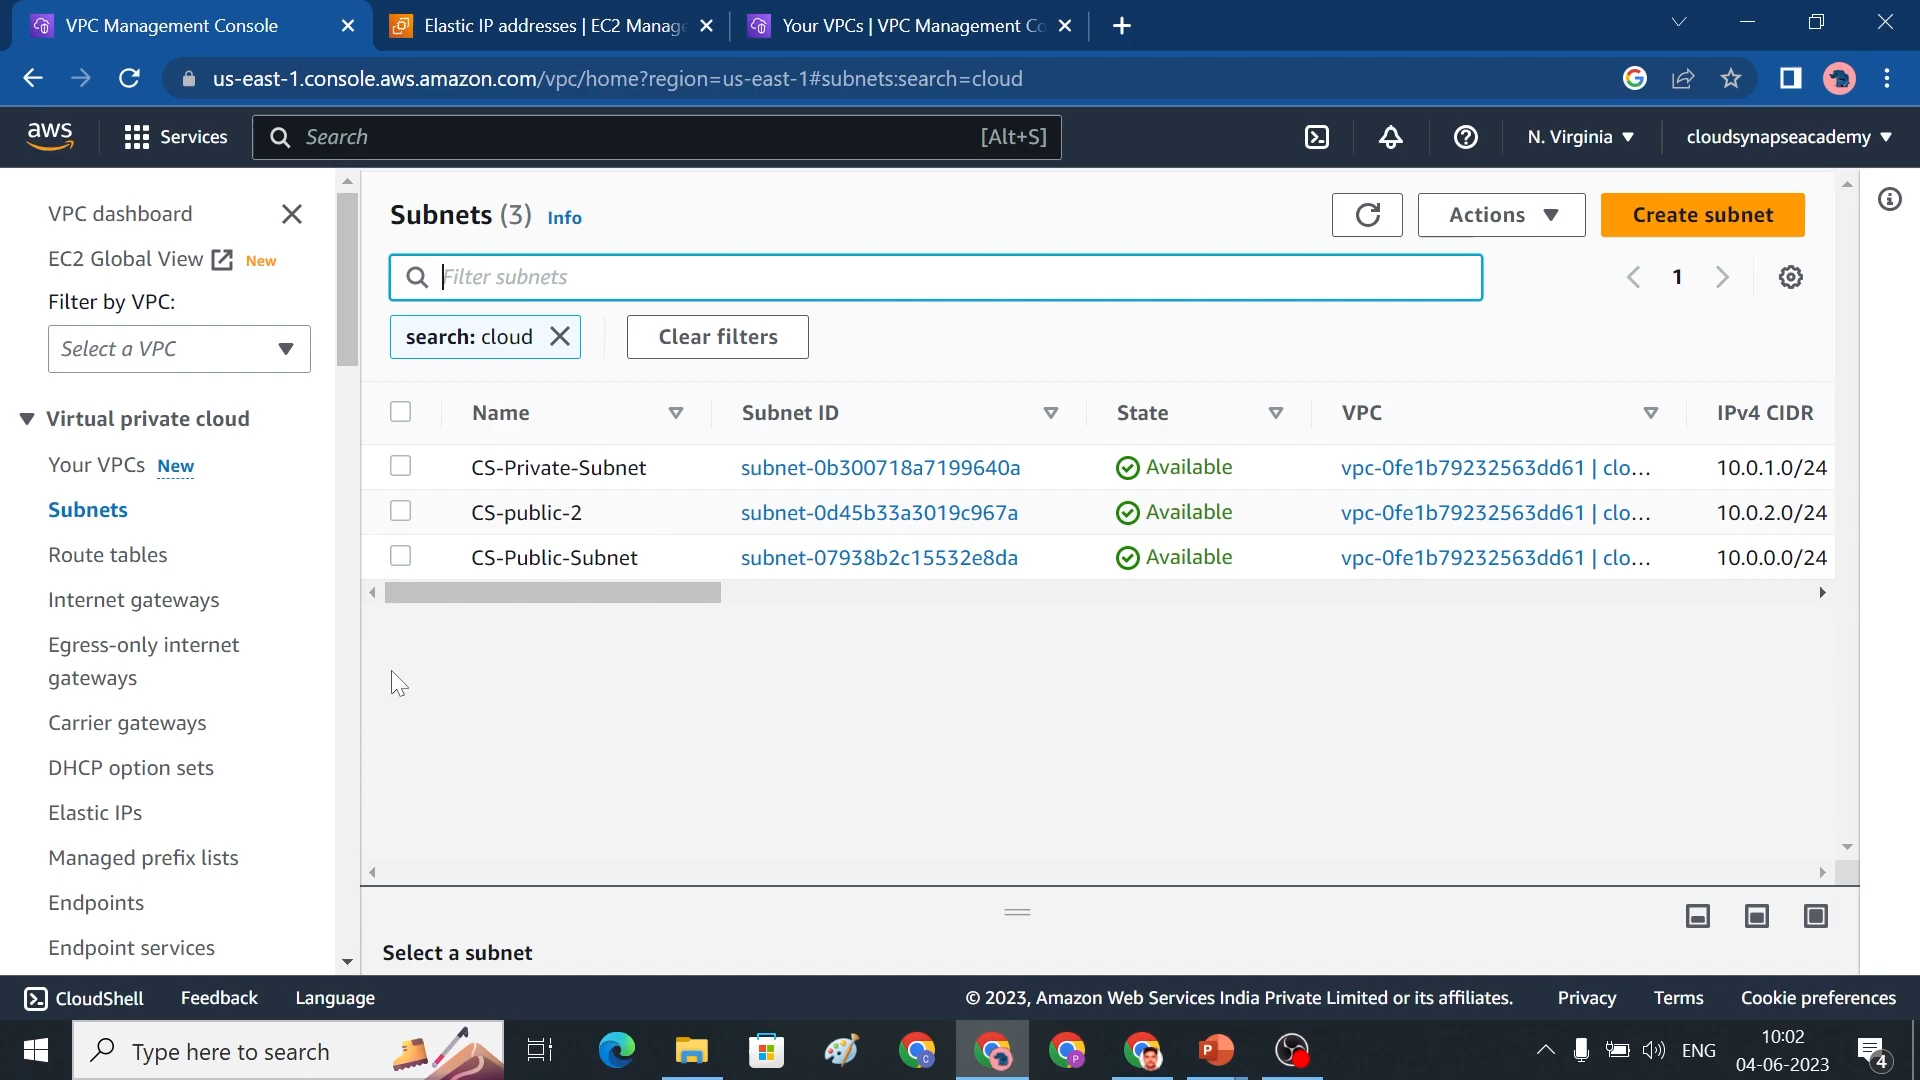 VPC Management Console
Elastic IP addresses | EC2 Manage
Your VPCs | VPC Management Co
us-east-1.console.aws.amazon.com/vpc/home?region=us-east-1#subnets:search=cloud
aws
Services
Search
[Alt+S]
N. Virginia
cloudsynapseacademy
VPC dashboard
EC2 Global View New
Filter by VPC:
Select a VPC
Virtual private cloud
Your VPCs New
Subnets
Route tables
Internet gateways
Egress-only internet
gateways
Carrier gateways
DHCP option sets
Elastic IPs
Managed prefix lists
Endpoints
Endpoint services
Subnets (3) Info
Actions
Create subnet
Filter subnets
1
search: cloud
Clear filters
Name Subnet ID State VPC IPv4 CIDR
CS-Private-Subnet subnet-0b300718a7199640a Available vpc-0fe1b79232563dd61 | clo... 10.0.1.0/24
CS-public-2 subnet-0d45b33a3019c967a Available vpc-0fe1b79232563dd61 | clo... 10.0.2.0/24
CS-Public-Subnet subnet-07938b2c15532e8da Available vpc-0fe1b79232563dd61 | clo... 10.0.0.0/24
Select a subnet
CloudShell Feedback Language
© 2023, Amazon Web Services India Private Limited or its affiliates. Privacy Terms Cookie preferences
Type here to search
ENG
10:02
04-06-2023
4